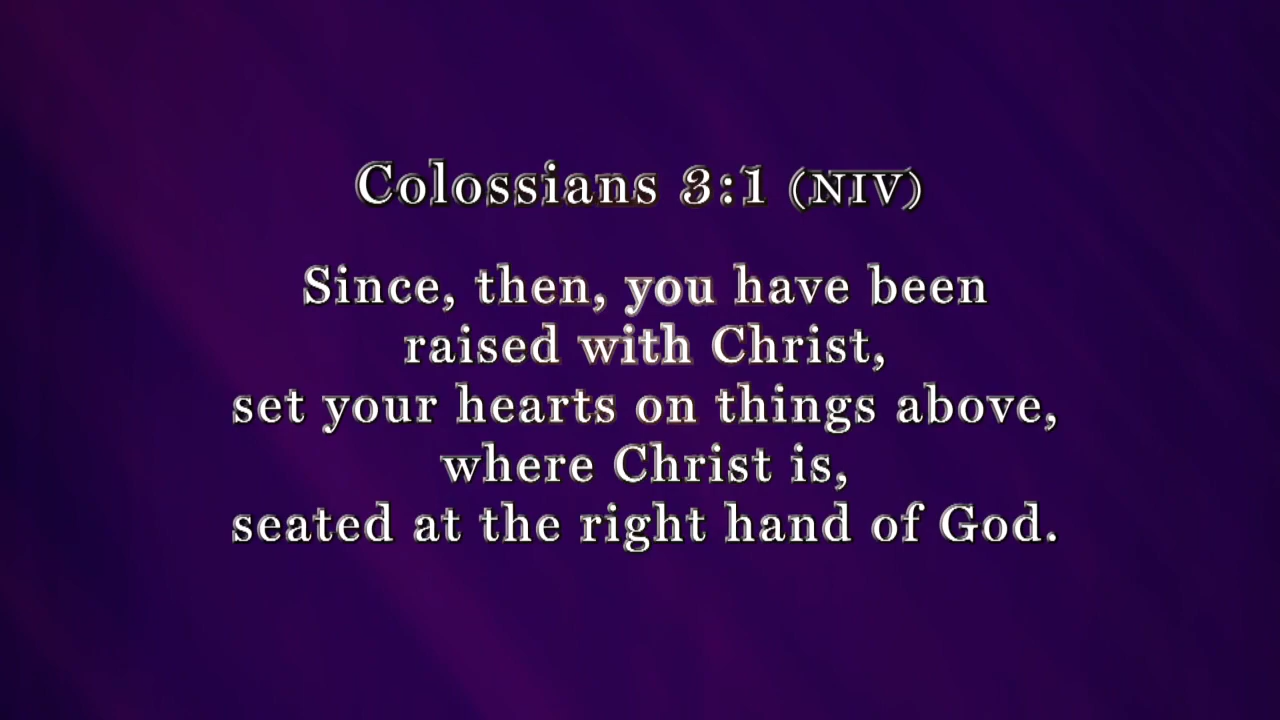 Colossians 3:1 (NIV)
Since, then, you have been
raised with Christ,
set your hearts on things above,
where Christ is,
seated at the right hand of God.